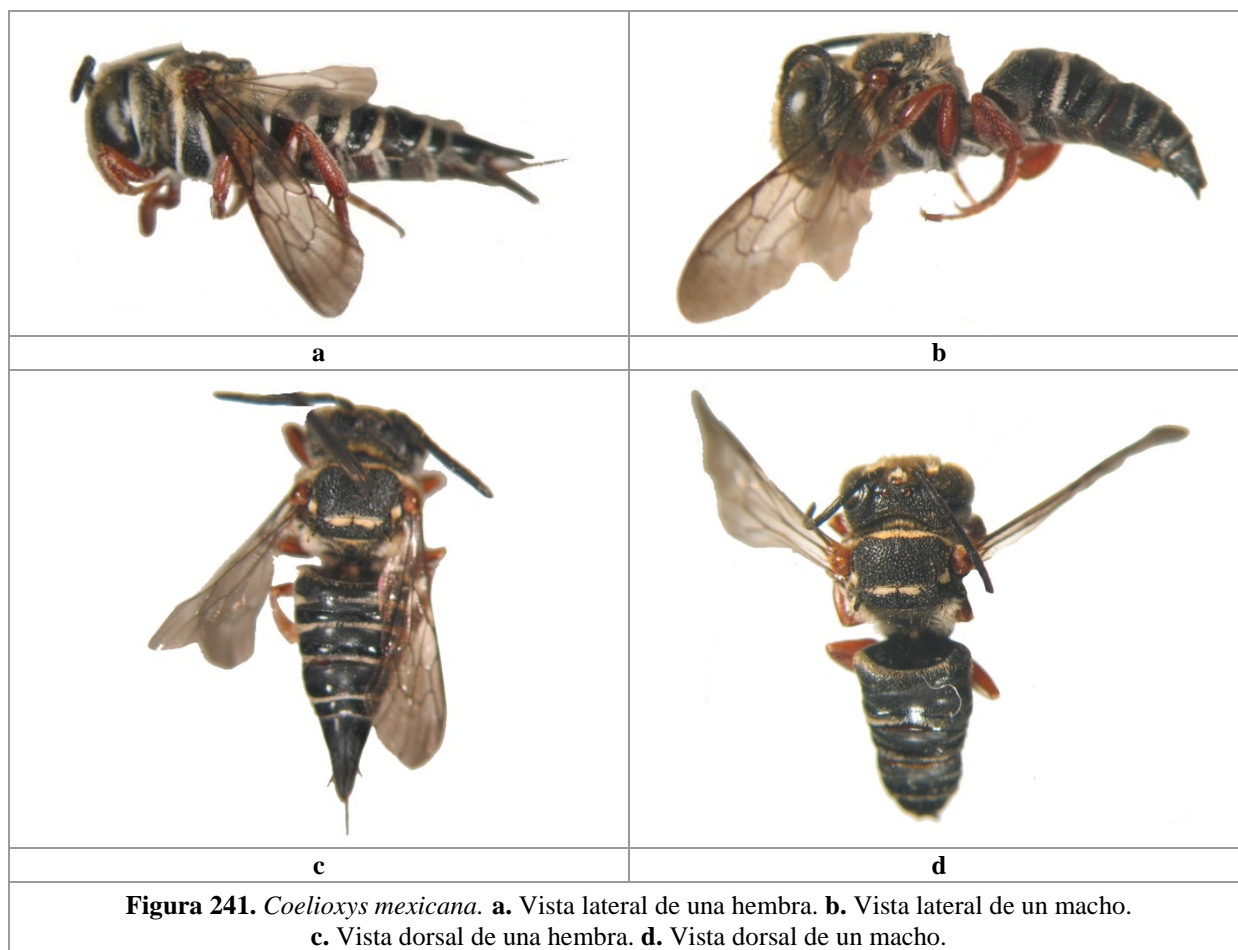 a
b
c
d
Figura 241. Coelioxys mexicana. a. Vista lateral de una hembra. b. Vista lateral de un macho.
c. Vista dorsal de una hembra. d. Vista dorsal de un macho.